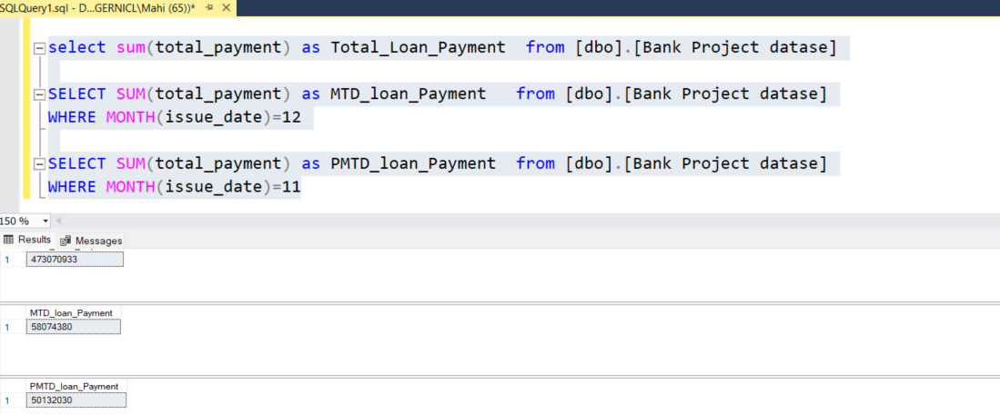 SQLQuery1.sql - D...GERNICL\Mahi (65))*
select sum(total_payment) as Total_Loan_Payment from [dbo].[Bank Project datase]
SELECT SUM(total_payment) as MTD_loan_Payment from [dbo].[Bank Project datase]
WHERE MONTH(issue_date)=12
SELECT SUM(total_payment) as PMTD_loan_Payment from [dbo].[Bank Project datase]
WHERE MONTH(issue_date)=11
150 %
Results Messages
1 473070933
MTD_loan_Payment
1 58074380
PMTD_loan_Payment
1 50132030